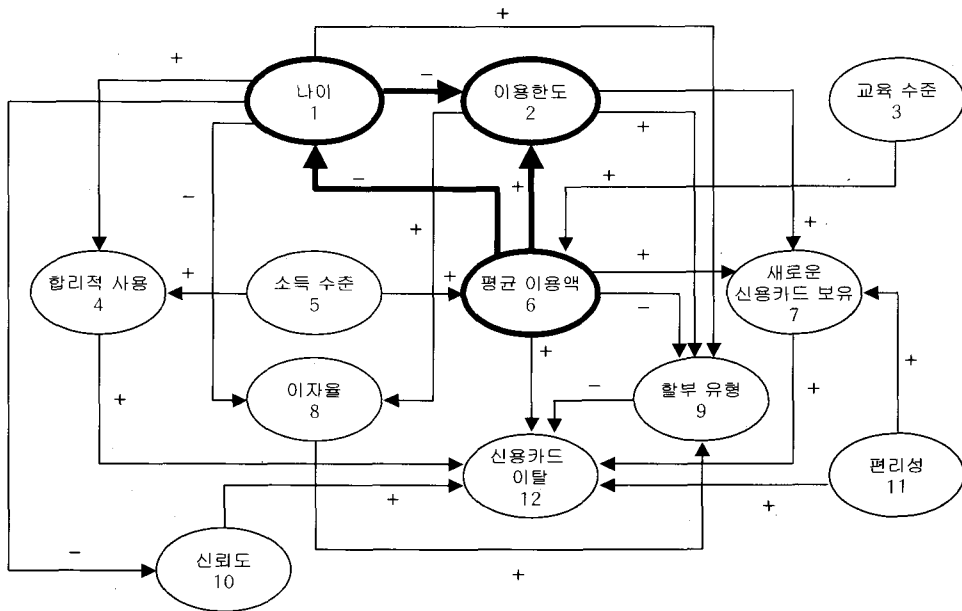 +
+
나이
1
−
이용한도
2
교육 수준
3
+
−
+
+
−
+
+
합리적 사용
4
+
소득 수준
5
+
평균 이용액
6
+
−
새로운
신용카드 보유
7
+
이자율
8
+
−
할부 유형
9
+
+
신용카드
이탈
12
편리성
11
+
+
−
신뢰도
10
+